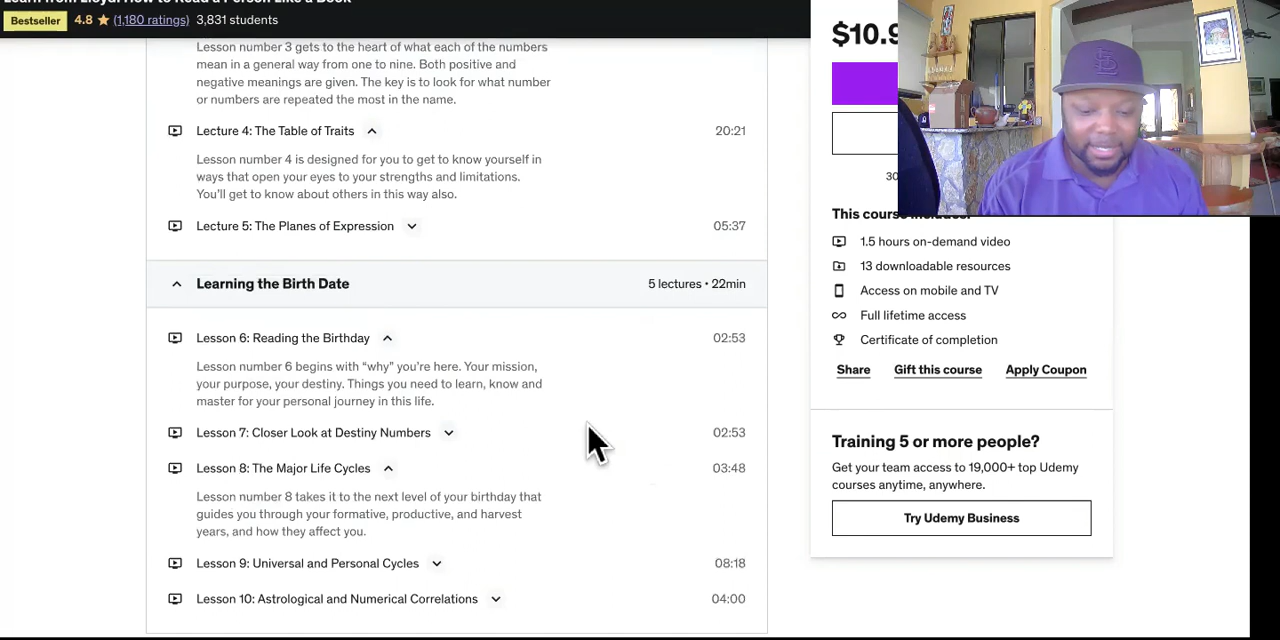 Learn from Lloyd: How to Read a Person Like a Book
Bestseller 4.8 (1,180 ratings) 3,831 students
Lesson number 3 gets to the heart of what each of the numbers
mean in a general way from one to nine. Both positive and
negative meanings are given. The key is to look for what number
or numbers are repeated the most in the name.
Lecture 4: The Table of Traits 20:21
Lesson number 4 is designed for you to get to know yourself in
ways that open your eyes to your strengths and limitations.
You'll get to know about others in this way also.
Lecture 5: The Planes of Expression 05:37
Learning the Birth Date 5 lectures • 22min
Lesson 6: Reading the Birthday 02:53
Lesson number 6 begins with “why” you're here. Your mission,
your purpose, your destiny. Things you need to learn, know and
master for your personal journey in this life.
Lesson 7: Closer Look at Destiny Numbers 02:53
Lesson 8: The Major Life Cycles 03:48
Lesson number 8 takes it to the next level of your birthday that
guides you through your formative, productive, and harvest
years, and how they affect you.
Lesson 9: Universal and Personal Cycles 08:18
Lesson 10: Astrological and Numerical Correlations 04:00
$10.9
30
This course includes:
1.5 hours on-demand video
13 downloadable resources
Access on mobile and TV
Full lifetime access
Certificate of completion
Share Gift this course Apply Coupon
Training 5 or more people?
Get your team access to 19,000+ top Udemy
courses anytime, anywhere.
Try Udemy Business